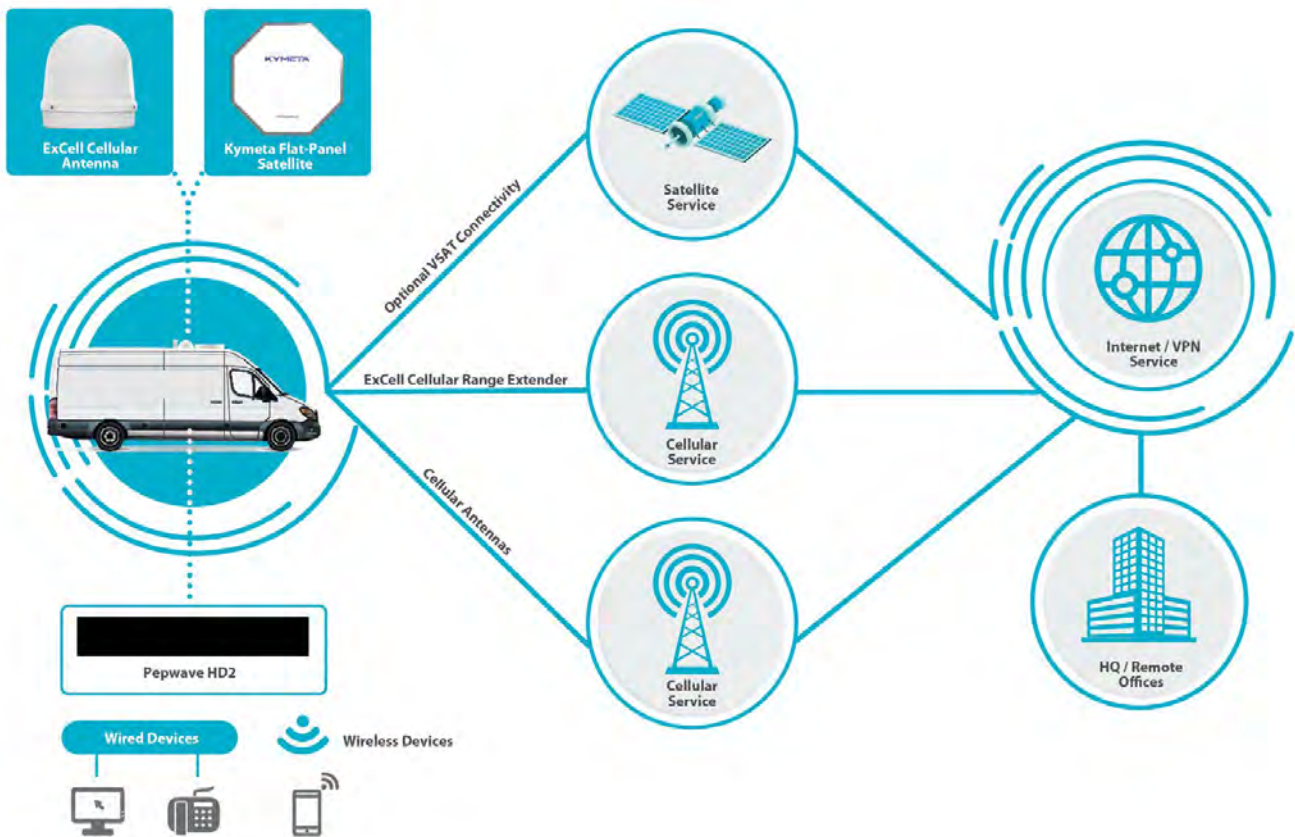 KYMETA
ExCell Cellular
Antenna
Kymeta Flat-Panel
Satellite
Optional VSAT Connectivity
Satellite
Service
ExCell Cellular Range Extender
Cellular
Service
Internet / VPN
Service
Cellular Antennas
Cellular
Service
HQ / Remote
Offices
Pepwave HD2
Wired Devices
Wireless Devices